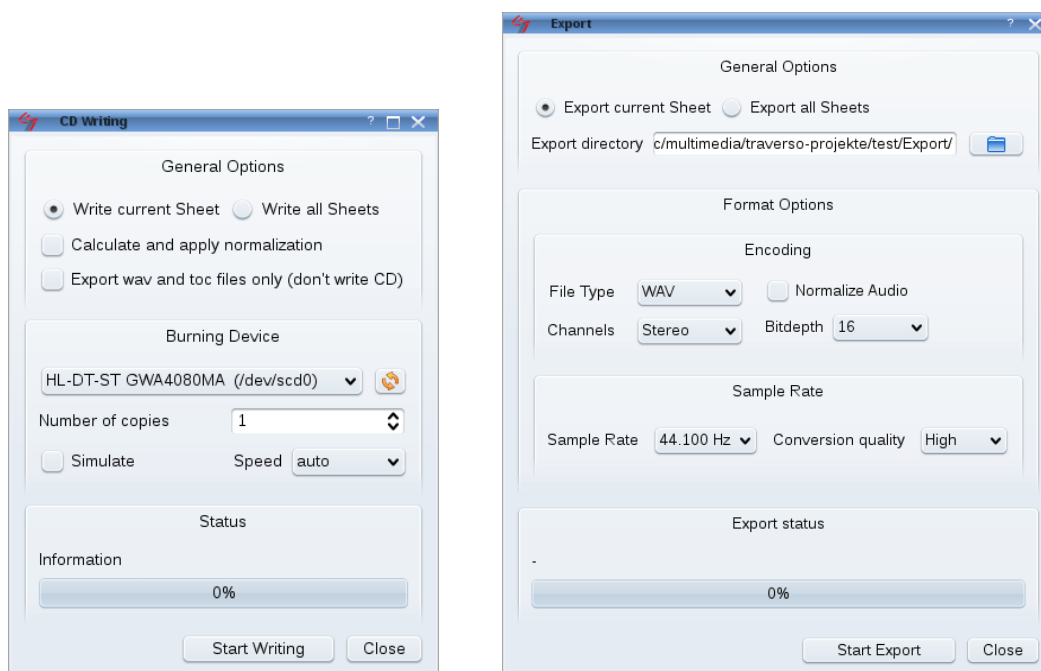 CD Writing
General Options
Write current Sheet Write all Sheets
Calculate and apply normalization
Export wav and toc files only (don't write CD)
Burning Device
HL-DT-ST GWA4080MA (/dev/scd0)
Number of copies 1
Simulate Speed auto
Status
Information
0%
Start Writing Close
Export
General Options
Export current Sheet Export all Sheets
Export directory c/multimedia/traverso-projekte/test/Export/
Format Options
Encoding
File Type WAV Normalize Audio
Channels Stereo Bitdepth 16
Sample Rate
Sample Rate 44.100 Hz Conversion quality High
Export status
-
0%
Start Export Close